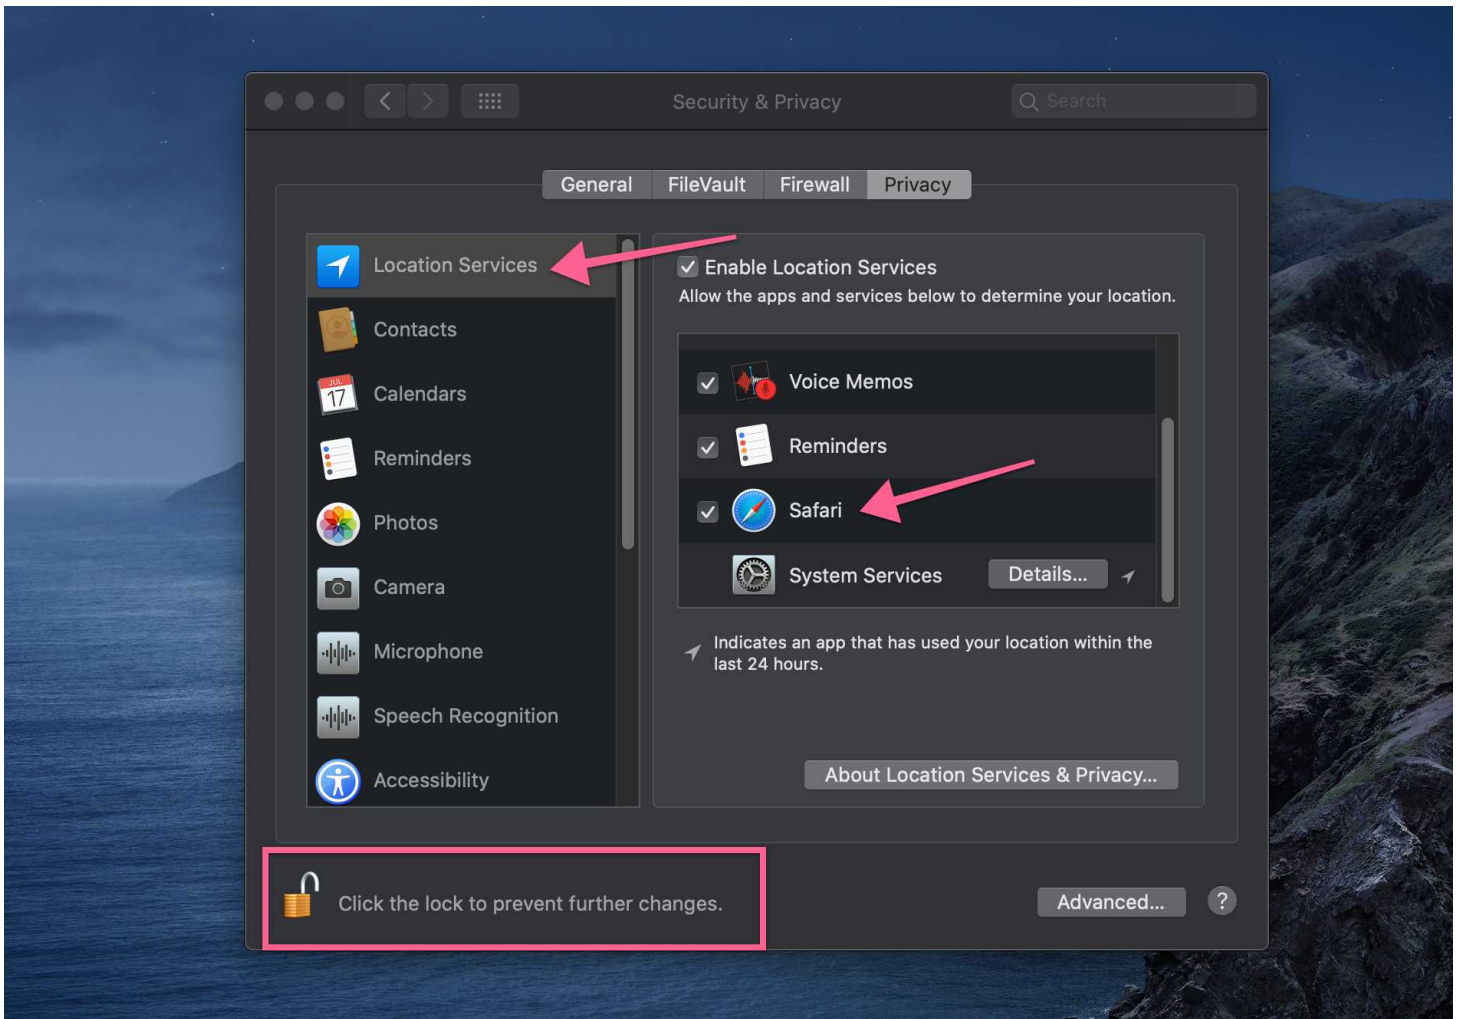 Security & Privacy
Search
General
FileVault
Firewall
Privacy
Location Services
Contacts
JUL
17
Calendars
Reminders
Photos
Camera
Microphone
Speech Recognition
Accessibility
Enable Location Services
Allow the apps and services below to determine your location.
Voice Memos
Reminders
Safari
System Services
Details...
Indicates an app that has used your location within the
last 24 hours.
About Location Services & Privacy...
Click the lock to prevent further changes.
Advanced...
?